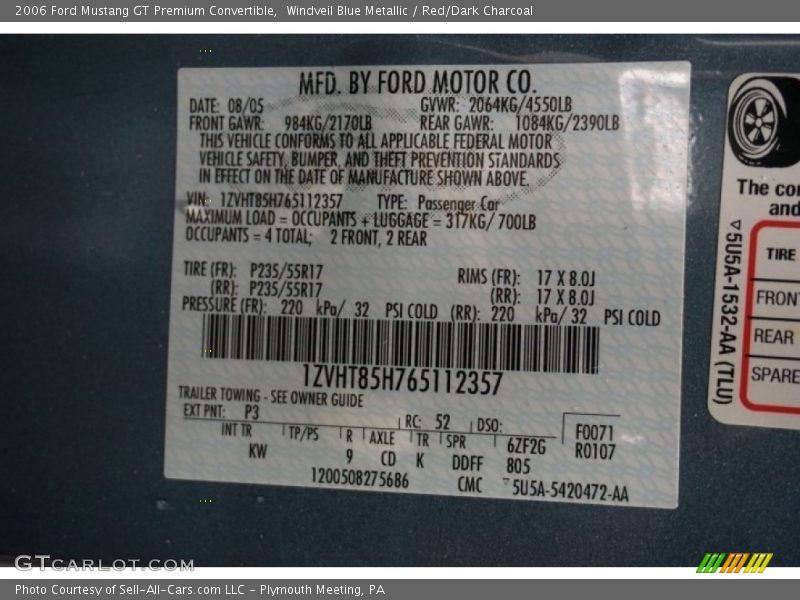 2006 Ford Mustang GT Premium Convertible,  Windveil Blue Metallic / Red/Dark Charcoal
MFD. BY FORD MOTOR CO.
DATE: 08/05 GVWR: 2064KG/4550LB
FRONT GAWR: 984KG/2170LB REAR GAWR: 1084KG/2390LB
THIS VEHICLE CONFORMS TO ALL APPLICABLE FEDERAL MOTOR
VEHICLE SAFETY, BUMPER, AND THEFT PREVENTION STANDARDS
IN EFFECT ON THE DATE OF MANUFACTURE SHOWN ABOVE.
VIN: 1ZVHT85H765112357 TYPE: Passenger Car
MAXIMUM LOAD = OCCUPANTS + LUGGAGE = 317KG/ 700LB
OCCUPANTS = 4 TOTAL; 2 FRONT, 2 REAR
TIRE (FR): P235/55R17 RIMS (FR): 17 X 8.0J
(RR): P235/55R17 (RR): 17 X 8.0J
PRESSURE (FR): 220 kPa/ 32 PSI COLD (RR): 220 kPa/ 32 PSI COLD
1ZVHT85H765112357
TRAILER TOWING - SEE OWNER GUIDE
EXT PNT: P3 RC: 52 DSO: F0071
INT TR TP/PS R AXLE TR SPR 6ZF2G R0107
KW 9 CD K DDFF 805
1200508275686 CMC ▽5U5A-5420472-AA
The con
and
▽5U5A-1532-AA (TLU)
TIRE
FRONT
REAR
SPARE
GTCARLOT.COM
Photo Courtesy of Sell-All-Cars.com LLC - Plymouth Meeting, PA